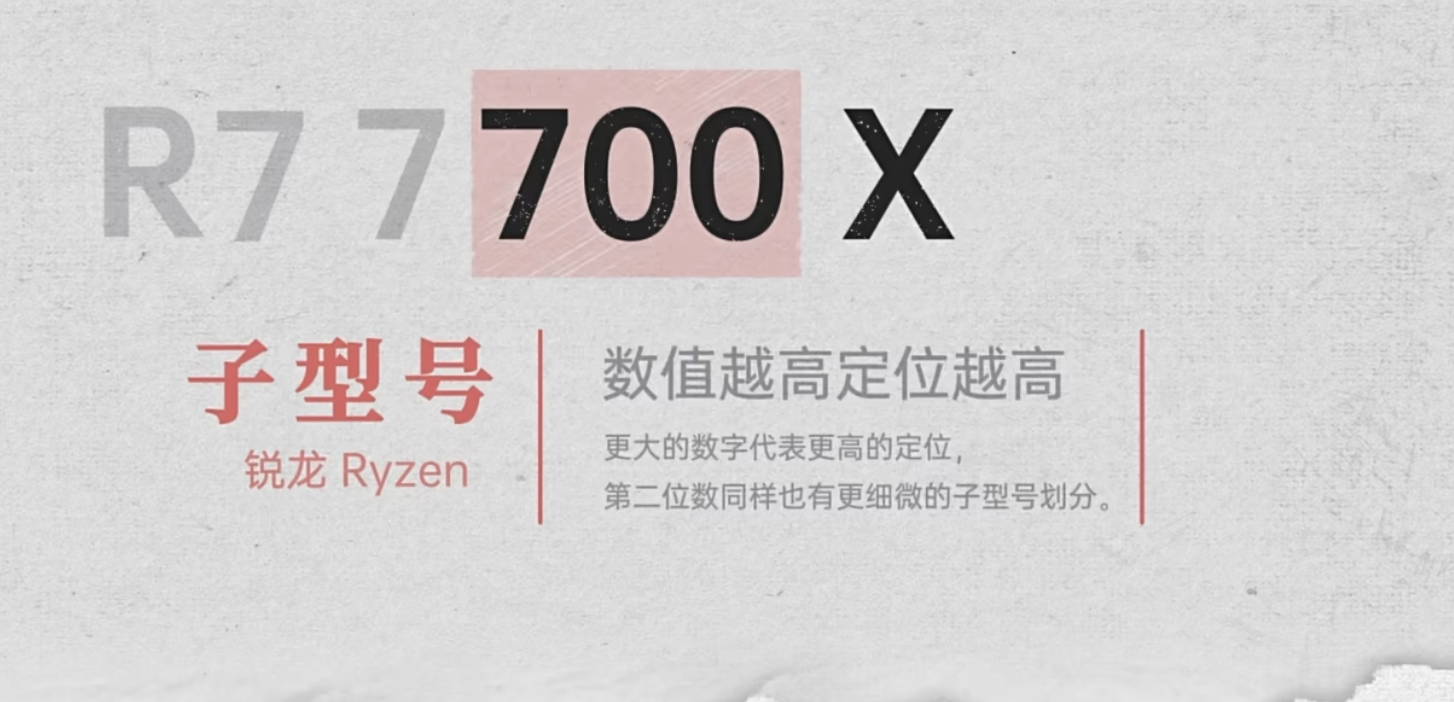 R7 7700 X
子型号
锐龙 Ryzen
数值越高定位越高
更大的数字代表更高的定位，
第二位数同样也有更细微的子型号划分。